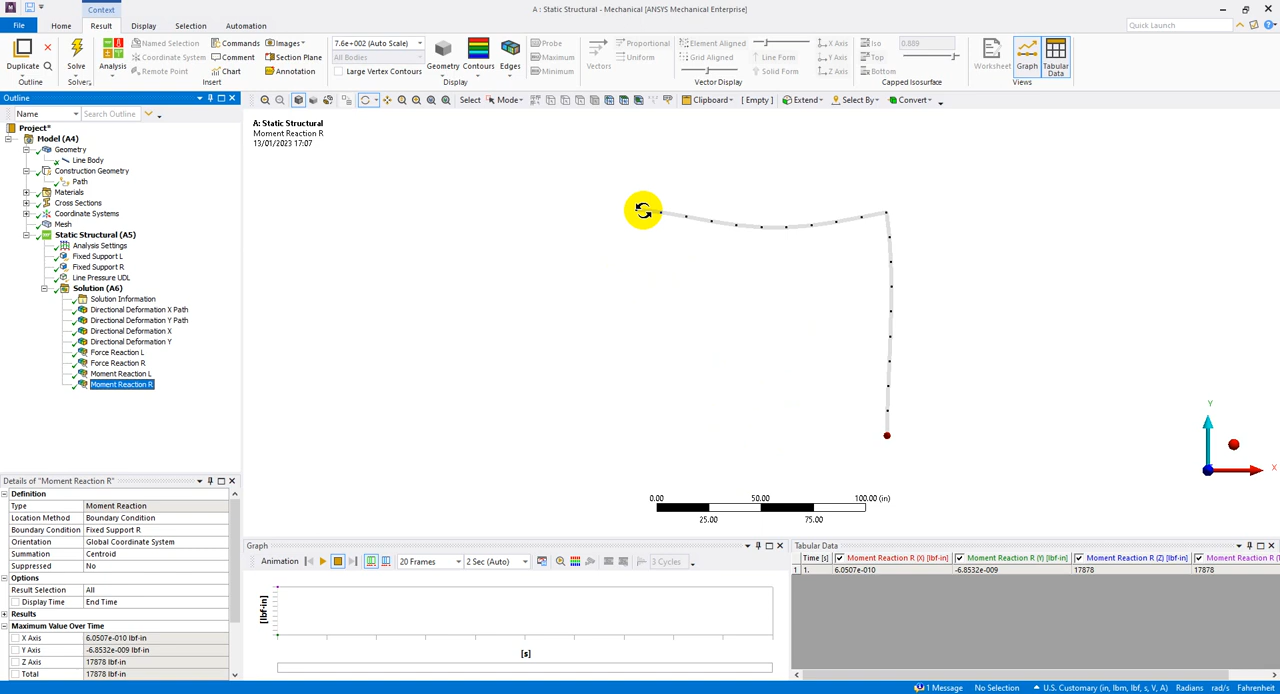 A : Static Structural - Mechanical [ANSYS Mechanical Enterprise]
Context
File Home Result Display Selection Automation
Quick Launch
Duplicate Solve Analysis
Named Selection Commands Images
Coordinate System Comment Section Plane
Remote Point Chart Annotation
7.6e+002 (Auto Scale)
All Bodies
Large Vertex Contours
Geometry Contours Edges
Probe
Maximum
Minimum
Vectors
Proportional
Uniform
Element Aligned
Grid Aligned
Line Form
Solid Form
X Axis
Y Axis
Z Axis
Iso 0.889
Top
Bottom
Worksheet Graph Tabular Data
Outline Solver Insert Display Vector Display Capped Isosurface Views
Outline
Select Mode Clipboard [ Empty ] Extend Select By Convert
Name Search Outline
Project*
Model (A4)
Geometry
Line Body
Construction Geometry
Path
Materials
Cross Sections
Coordinate Systems
Mesh
Static Structural (A5)
Analysis Settings
Fixed Support L
Fixed Support R
Line Pressure UDL
Solution (A6)
Solution Information
Directional Deformation X Path
Directional Deformation Y Path
Directional Deformation X
Directional Deformation Y
Force Reaction L
Force Reaction R
Moment Reaction L
Moment Reaction R
A: Static Structural
Moment Reaction R
13/01/2023 17:07
Y
X
0.00 50.00 100.00 (in)
25.00 75.00
Details of "Moment Reaction R"
Definition
Type Moment Reaction
Location Method Boundary Condition
Boundary Condition Fixed Support R
Orientation Global Coordinate System
Summation Centroid
Suppressed No
Options
Result Selection All
Display Time End Time
Results
Maximum Value Over Time
X Axis 6.0507e-010 lbf·in
Y Axis -6.8532e-009 lbf·in
Z Axis 17878 lbf·in
Total 17878 lbf·in
Graph
Animation 20 Frames 2 Sec (Auto) 3 Cycles
[lbf·in]
[s]
Tabular Data
Time [s] Moment Reaction R (X) [lbf·in] Moment Reaction R (Y) [lbf·in] Moment Reaction R (Z) [lbf·in] Moment Reaction R (T
1 1. 6.0507e-010 -6.8532e-009 17878 17878
1 Message No Selection U.S. Customary (in, lbm, lbf, s, V, A) Radians rad/s Fahrenheit